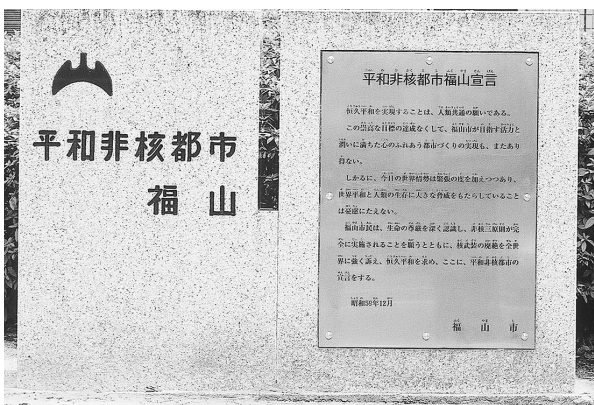 平和非核都市
福山
平和非核都市福山宣言
恒久平和を実現することは、人類共通の願いである。
この崇高な目標の達成なくして、福山市が目指す活力と
潤いに満ちた心のふれあう都市づくりの実現も、またあり
得ない。
しかるに、今日の世界情勢は緊張の度を加えつつあり、
世界平和と人類の生存に大きな脅威をもたらしていること
は憂慮にたえない。
福山市民は、生命の尊厳を深く認識し、非核三原則が完
全に実施されることを願うとともに、核武装の廃絶を全世
界に強く訴え、恒久平和を求め、ここに、平和非核都市の
宣言をする。
昭和59年12月
福山市